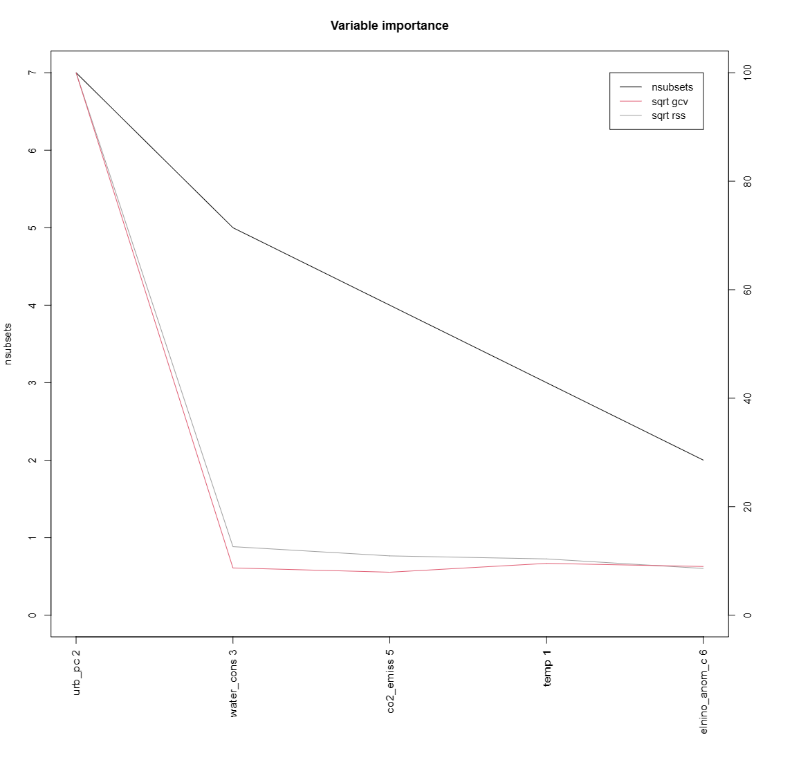 Variable importance
nsubsets
sqrt gcv
sqrt rss
nsubsets
7
6
5
4
3
2
1
0
100
80
60
40
20
0
urb_pc 2
water_cons 3
co2_emiss 5
temp 1
elnino_anom_c 6